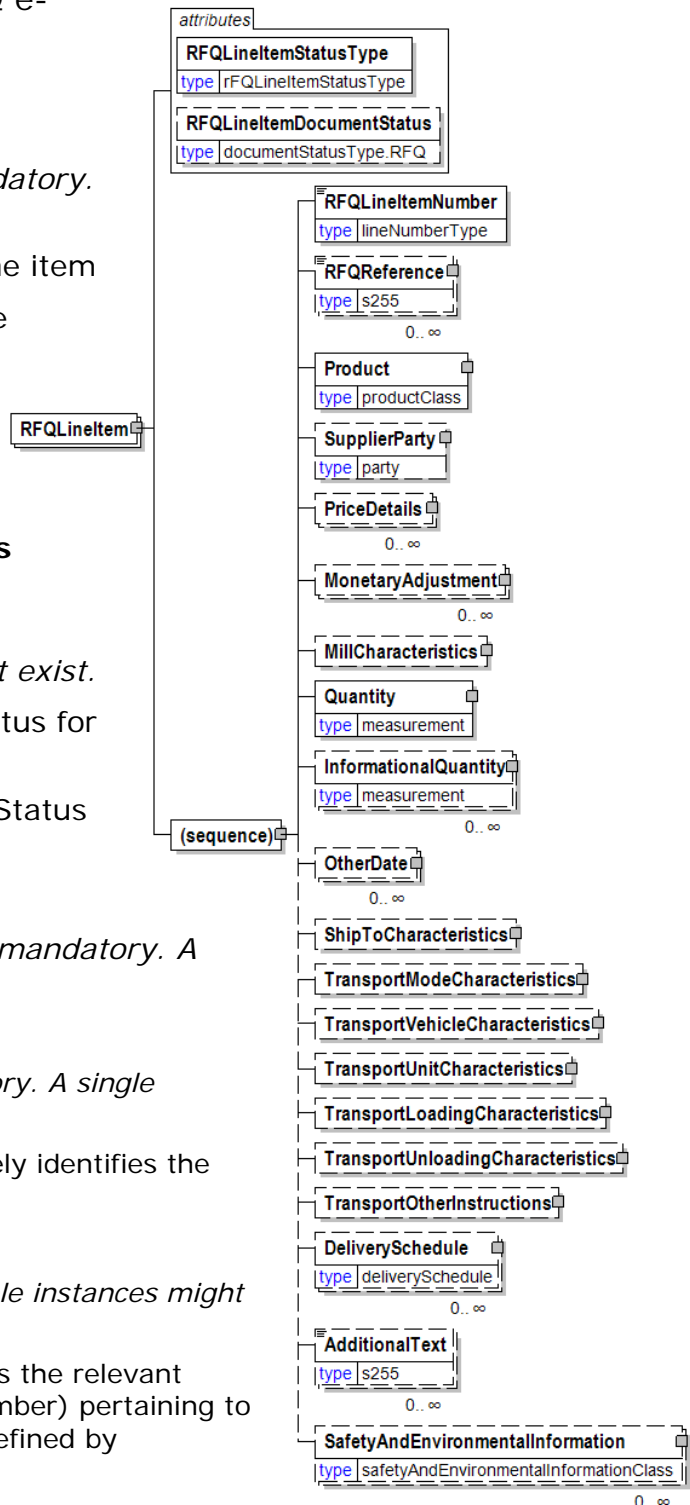 e-
datory.
ne item
e
s
t exist.
tus for
Status
mandatory. A
ory. A single
ely identifies the
le instances might
s the relevant
mber) pertaining to
efined by
RFQLineItem
attributes
RFQLineItemStatusType
type rFQLineItemStatusType
RFQLineItemDocumentStatus
type documentStatusType.RFQ
(sequence)
RFQLineItemNumber
type lineNumberType
RFQReference
type s255
0..∞
Product
type productClass
SupplierParty
type party
PriceDetails
0..∞
MonetaryAdjustment
0..∞
MillCharacteristics
Quantity
type measurement
InformationalQuantity
type measurement
0..∞
OtherDate
0..∞
ShipToCharacteristics
TransportModeCharacteristics
TransportVehicleCharacteristics
TransportUnitCharacteristics
TransportLoadingCharacteristics
TransportUnloadingCharacteristics
TransportOtherInstructions
DeliverySchedule
type deliverySchedule
0..∞
AdditionalText
type s255
0..∞
SafetyAndEnvironmentalInformation
type safetyAndEnvironmentalInformationClass
0..∞